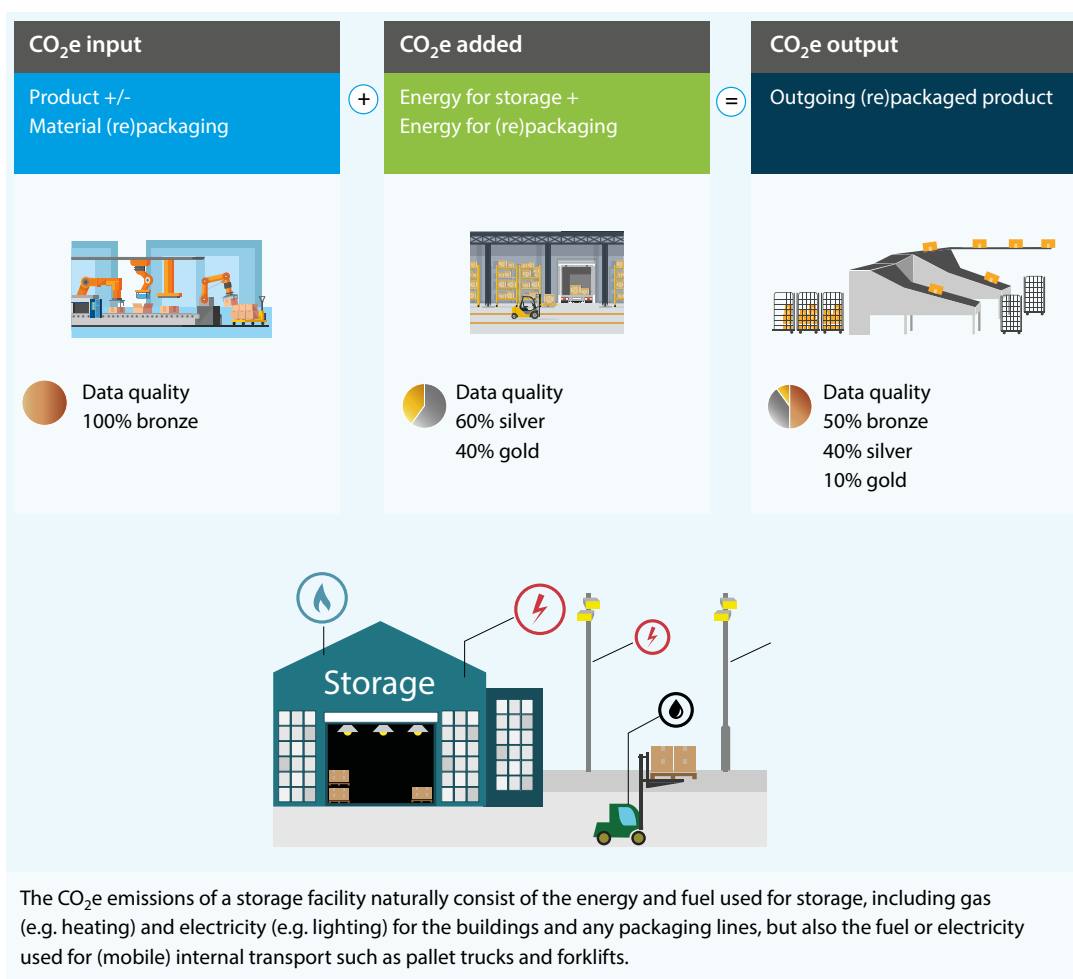 CO₂e input
Product +/-
Material (re)packaging
+
CO₂e added
Energy for storage +
Energy for (re)packaging
=
CO₂e output
Outgoing (re)packaged product
Data quality
100% bronze
Data quality
60% silver
40% gold
Data quality
50% bronze
40% silver
10% gold
Storage
The CO₂e emissions of a storage facility naturally consist of the energy and fuel used for storage, including gas
(e.g. heating) and electricity (e.g. lighting) for the buildings and any packaging lines, but also the fuel or electricity
used for (mobile) internal transport such as pallet trucks and forklifts.